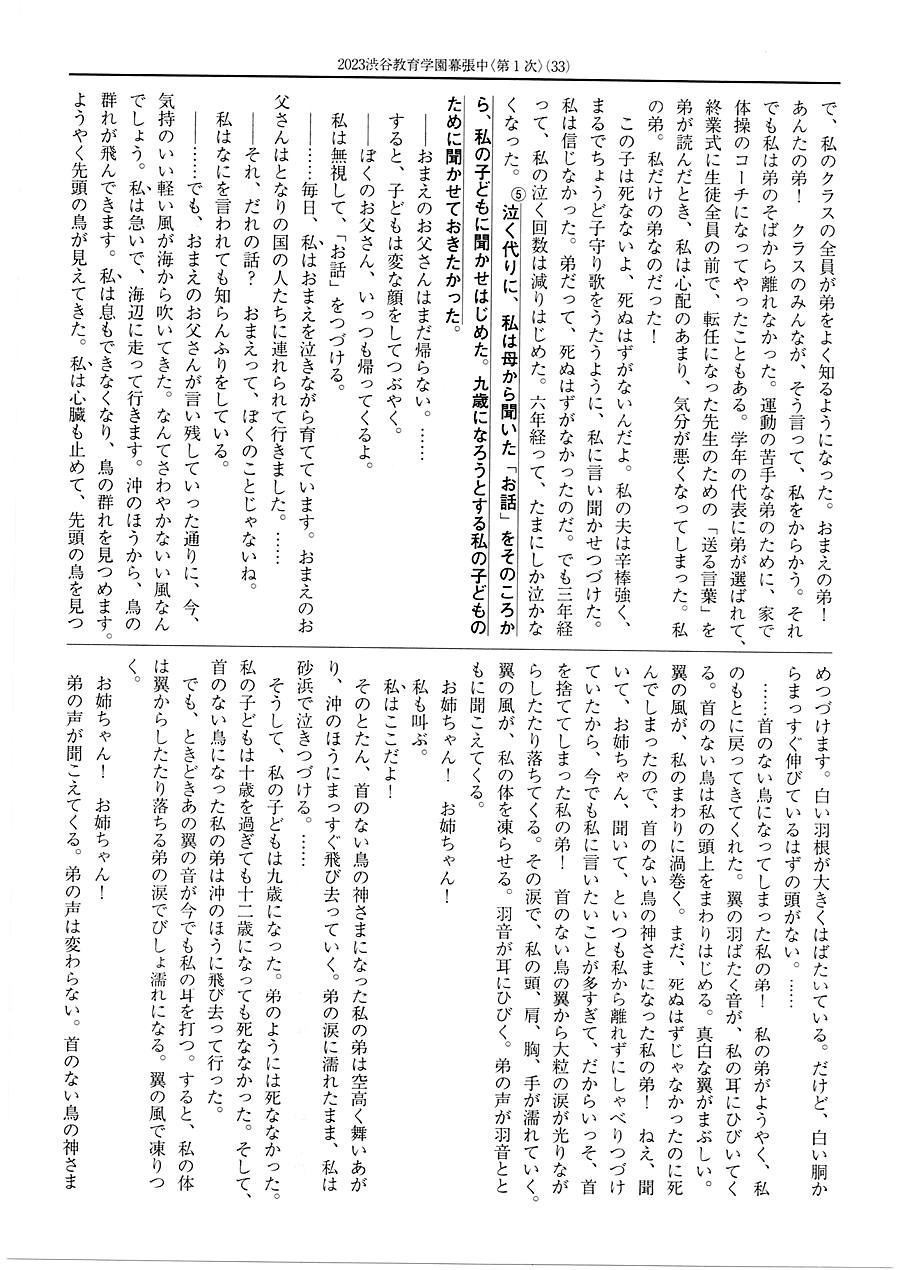 2023渋谷教育学園幕張中〈第1次〉(33)
で、私のクラスの全員が弟をよく知るようになった。おまえの弟!
あんたの弟! クラスのみんなが、そう言って、私をからかう。それ
でも私は弟のそばから離れなかった。運動の苦手な弟のために、家で
体操のコーチになってやったこともある。学年の代表に弟が選ばれて、
終業式に生徒全員の前で、転任になった先生のための「送る言葉」を
弟が読んだとき、私は心配のあまり、気分が悪くなってしまった。私
の弟。私だけの弟なのだった!
この子は死なないよ、死ぬはずがないんだよ。私の夫は辛棒強く、
まるでちょうど子守り歌をうたうように、私に言い聞かせつづけた。
私は信じなかった。弟だって、死ぬはずがなかったのだ。でも三年経
って、私の泣く回数は減りはじめた。六年経って、たまにしか泣かな
くなった。⑤泣く代りに、私は母から聞いた「お話」をそのころか
ら、私の子どもに聞かせはじめた。九歳になろうとする私の子どもの
ために聞かせておきたかった。
――おまえのお父さんはまだ帰らない。……
すると、子どもは変な顔をしてつぶやく。
――ぼくのお父さん、いっつも帰ってくるよ。
私は無視して、「お話」をつづける。
――……毎日、私はおまえを泣きながら育てています。おまえのお
父さんはとなりの国の人たちに連れられて行きました。……
――それ、だれの話? おまえって、ぼくのことじゃないね。
私はなにを言われても知らんふりをしている。
――……でも、おまえのお父さんが言い残していった通りに、今、
気持のいい軽い風が海から吹いてきた。なんてさわやかないい風なん
でしょう。私は急いで、海辺に走って行きます。沖のほうから、鳥の
群れが飛んできます。私は息もできなくなり、鳥の群れを見つめます。
ようやく先頭の鳥が見えてきた。私は心臓も止めて、先頭の鳥を見つ
めつづけます。白い羽根が大きくはばたいている。だけど、白い胴か
らまっすぐ伸びているはずの頭がない。……
……首のない鳥になってしまった私の弟! 私の弟がようやく、私
のもとに戻ってきてくれた。翼の羽ばたく音が、私の耳にひびいてく
る。首のない鳥は私の頭上をまわりはじめる。真白な翼がまぶしい。
翼の風が、私のまわりに渦巻く。まだ、死ぬはずじゃなかったのに死
んでしまったので、首のない鳥の神さまになった私の弟! ねえ、聞
いて、お姉ちゃん、聞いて、といつも私から離れずにしゃべりつづけ
ていたから、今でも私に言いたいことが多すぎて、だからいっそ、首
を捨ててしまった私の弟! 首のない鳥の翼から大粒の涙が光りなが
らしたたり落ちてくる。その涙で、私の頭、肩、胸、手が濡れていく。
翼の風が、私の体を凍らせる。羽音が耳にひびく。弟の声が羽音とと
もに聞こえてくる。
お姉ちゃん! お姉ちゃん!
私も叫ぶ。
私はここだよ!
そのとたん、首のない鳥の神さまになった私の弟は空高く舞いあが
り、沖のほうにまっすぐ飛び去っていく。弟の涙に濡れたまま、私は
砂浜で泣きつづける。……
そうして、私の子どもは九歳になった。弟のようには死ななかった。
私の子どもは十歳を過ぎても十二歳になっても死ななかった。そして、
首のない鳥になった私の弟は沖のほうに飛び去って行った。
でも、ときどきあの翼の音が今でも私の耳を打つ。すると、私の体
は翼からしたたり落ちる弟の涙でびしょ濡れになる。翼の風で凍りつ
く。
お姉ちゃん! お姉ちゃん!
弟の声が聞こえてくる。弟の声は変わらない。首のない鳥の神さま